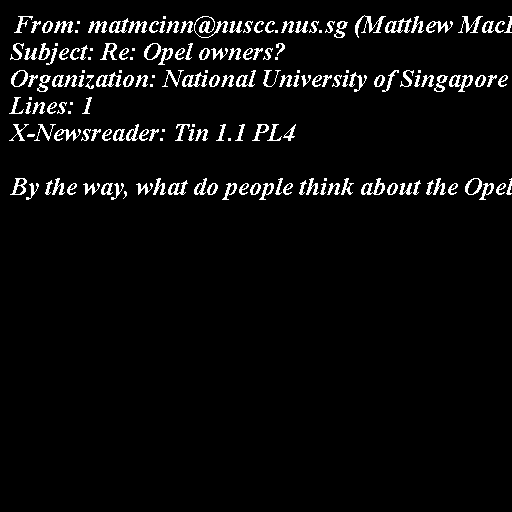 From: matmcinn@nuscc.nus.sg (Matthew Mac
Subject: Re: Opel owners?
Organization: National University of Singapore
Lines: 1
X-Newsreader: Tin 1.1 PL4

By the way, what do people think about the Opel